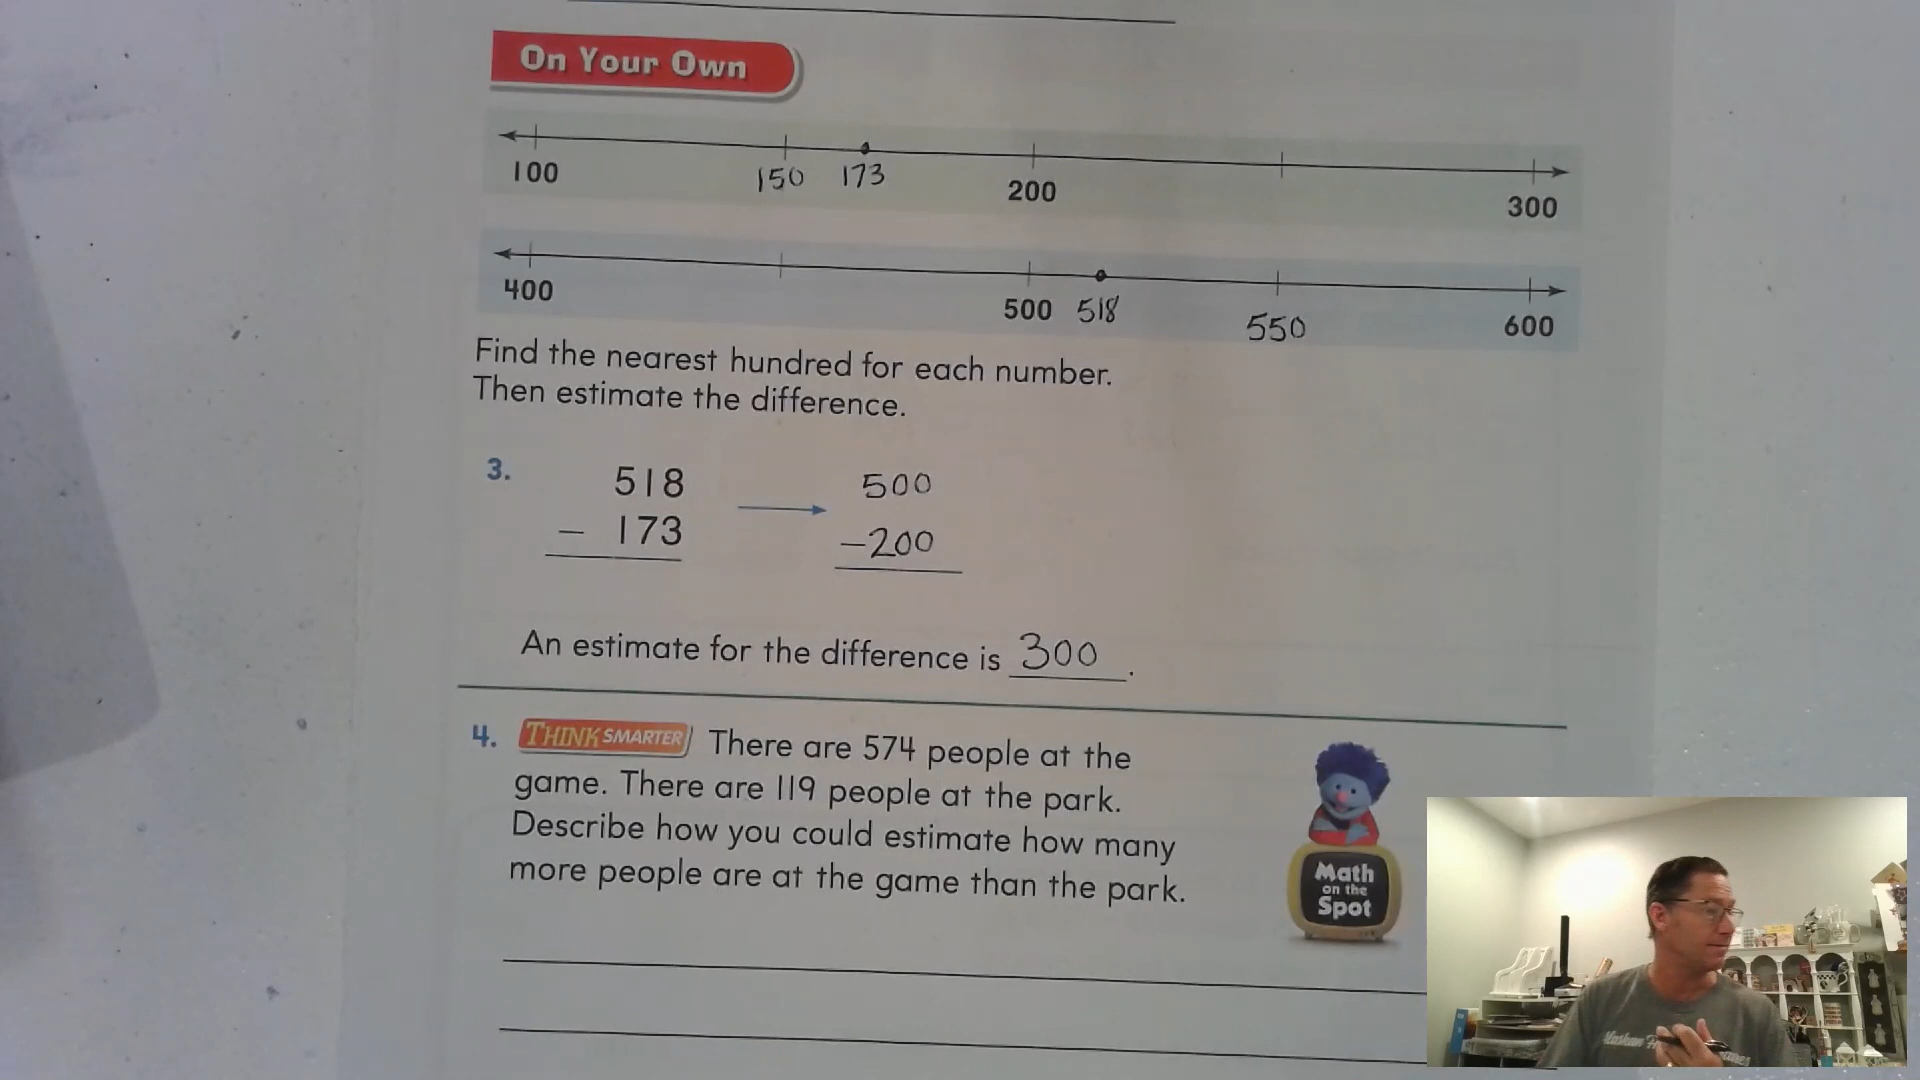 On Your Own
100 150 173 200 300
400 500 518 550 600
Find the nearest hundred for each number.
Then estimate the difference.
3. 518 500
- 173 -200
An estimate for the difference is 300.
4. THINK SMARTER There are 574 people at the
game. There are 119 people at the park.
Describe how you could estimate how many
more people are at the game than the park.
Math
on the
Spot